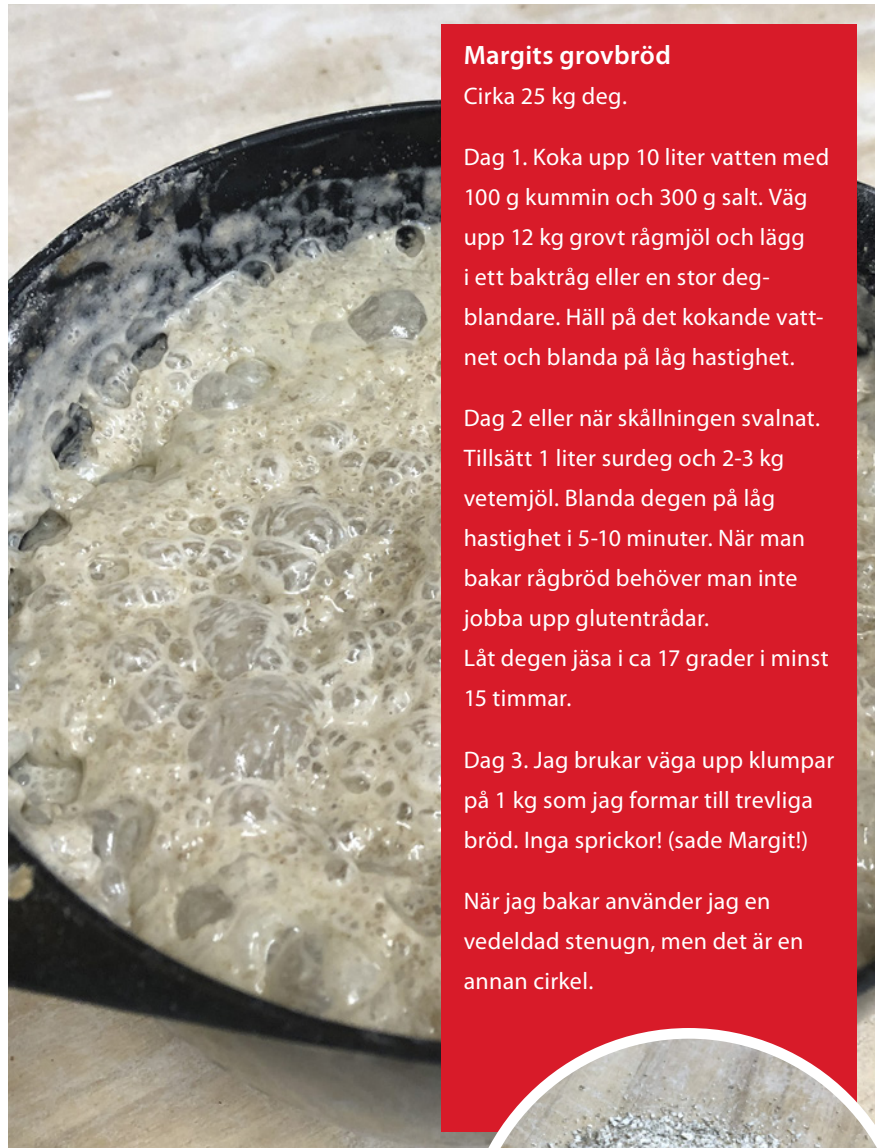 Margits grovbröd
Cirka 25 kg deg.
Dag 1. Koka upp 10 liter vatten med
100 g kummin och 300 g salt. Väg
upp 12 kg grovt rågmjöl och lägg
i ett baktråg eller en stor deg-
blandare. Häll på det kokande vatt-
net och blanda på låg hastighet.
Dag 2 eller när skållningen svalnat.
Tillsätt 1 liter surdeg och 2-3 kg
vetemjöl. Blanda degen på låg
hastighet i 5-10 minuter. När man
bakar rågbröd behöver man inte
jobba upp glutentrådar.
Låt degen jäsa i ca 17 grader i minst
15 timmar.
Dag 3. Jag brukar väga upp klumpar
på 1 kg som jag formar till trevliga
bröd. Inga sprickor! (sade Margit!)
När jag bakar använder jag en
vedeldad stenugn, men det är en
annan cirkel.